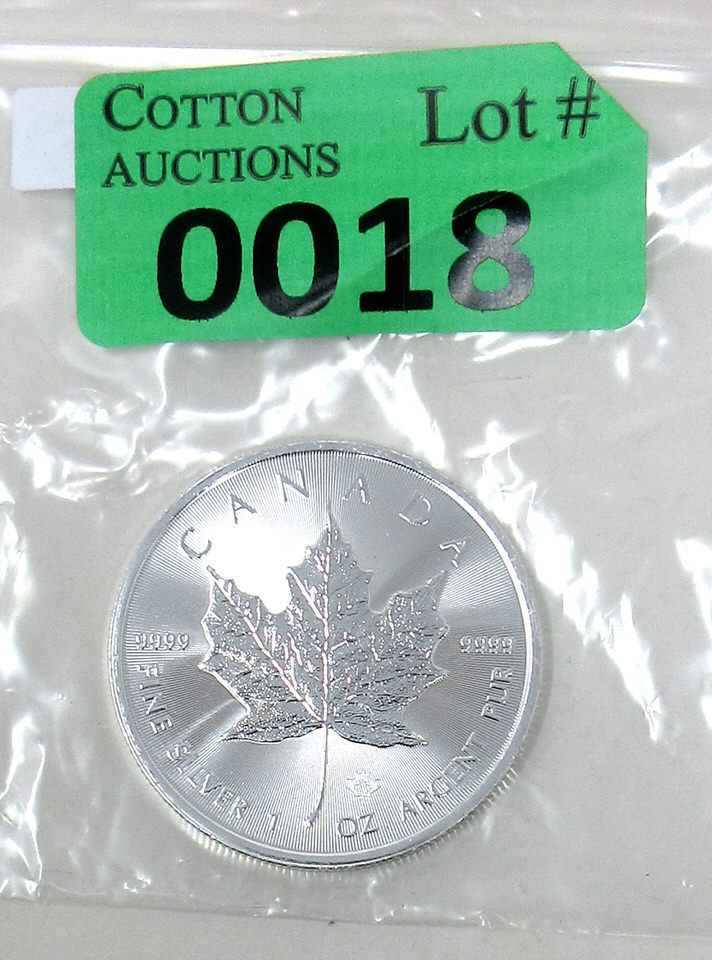 COTTON
AUCTIONS
Lot #
0018
CANADA
9999
9999
FINE SILVER 1 OZ ARGENT PUR